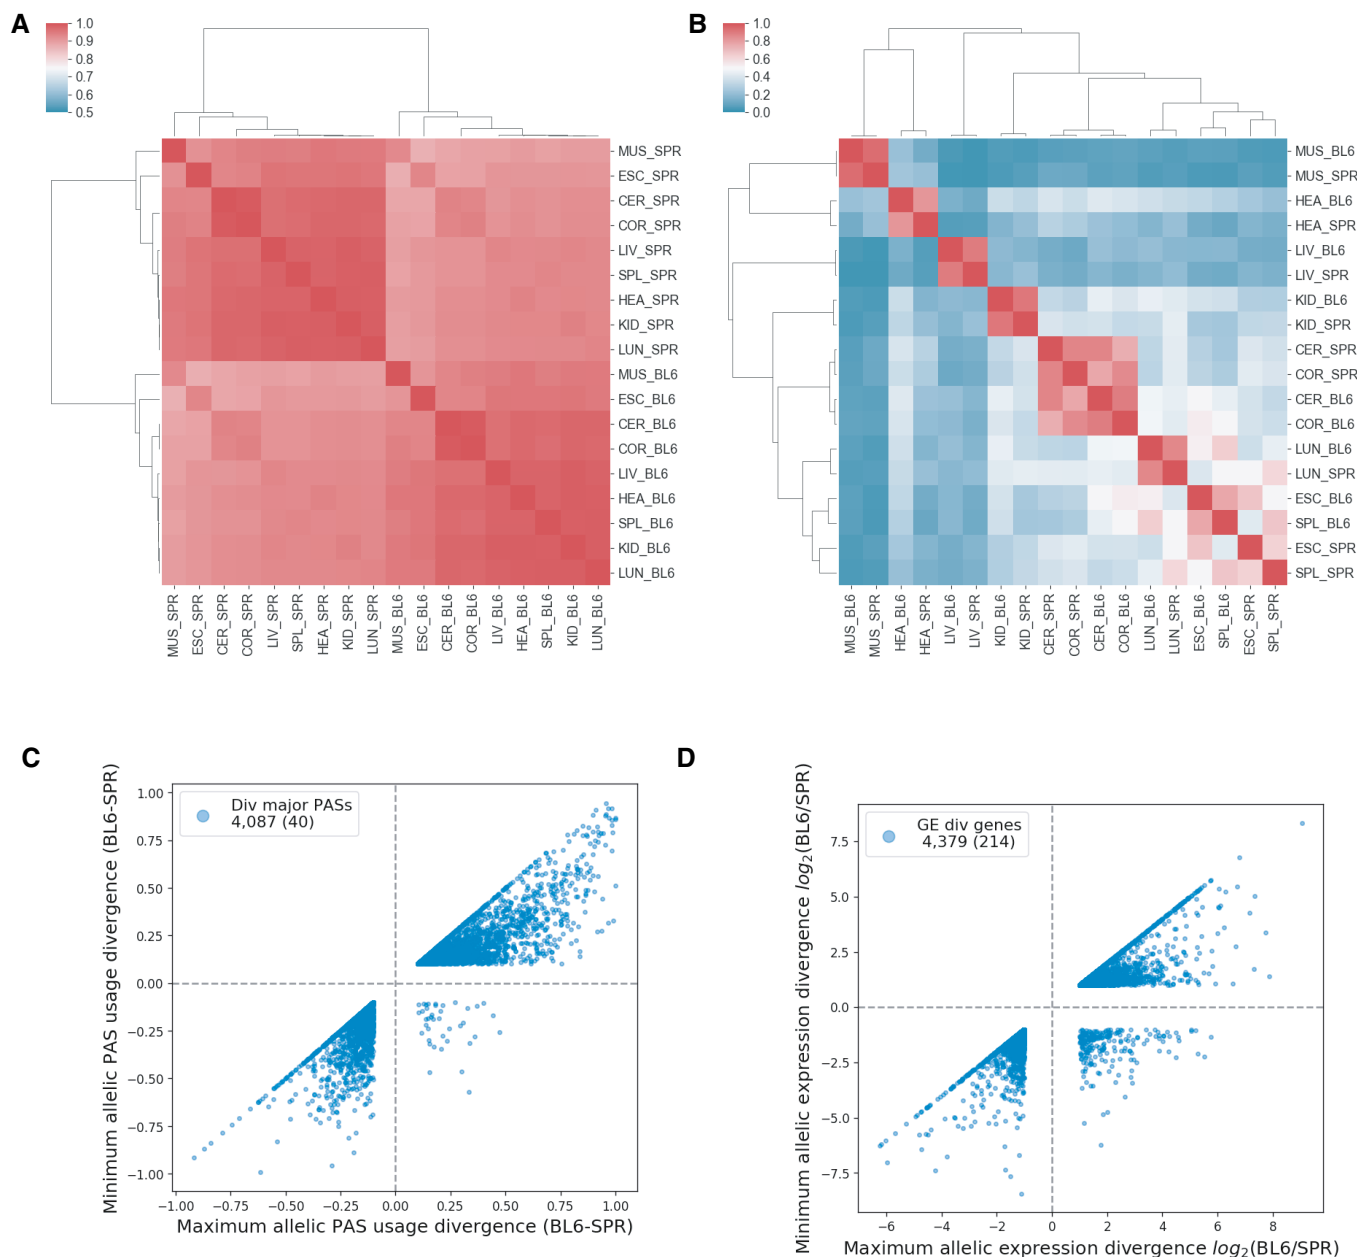 A
1.0
0.9
0.8
0.7
0.6
0.5
MUS_SPR
ESC_SPR
CER_SPR
COR_SPR
LIV_SPR
SPL_SPR
HEA_SPR
KID_SPR
LUN_SPR
MUS_BL6
ESC_BL6
CER_BL6
COR_BL6
LIV_BL6
HEA_BL6
SPL_BL6
KID_BL6
LUN_BL6
MUS_SPR
ESC_SPR
CER_SPR
COR_SPR
LIV_SPR
SPL_SPR
HEA_SPR
KID_SPR
LUN_SPR
MUS_BL6
ESC_BL6
CER_BL6
COR_BL6
LIV_BL6
HEA_BL6
SPL_BL6
KID_BL6
LUN_BL6
B
1.0
0.8
0.6
0.4
0.2
0.0
MUS_BL6
MUS_SPR
HEA_BL6
HEA_SPR
LIV_BL6
LIV_SPR
KID_BL6
KID_SPR
CER_SPR
COR_SPR
CER_BL6
COR_BL6
LUN_BL6
LUN_SPR
ESC_BL6
SPL_BL6
ESC_SPR
SPL_SPR
MUS_BL6
MUS_SPR
HEA_BL6
HEA_SPR
LIV_BL6
LIV_SPR
KID_BL6
KID_SPR
CER_SPR
COR_SPR
CER_BL6
COR_BL6
LUN_BL6
LUN_SPR
ESC_BL6
SPL_BL6
ESC_SPR
SPL_SPR
C
Minimum allelic PAS usage divergence (BL6-SPR)
1.00
0.75
0.50
0.25
0.00
−0.25
−0.50
−0.75
−1.00
Div major PASs
4,087 (40)
−1.00 −0.75 −0.50 −0.25 0.00 0.25 0.50 0.75 1.00
Maximum allelic PAS usage divergence (BL6-SPR)
D
Minimum allelic expression divergence log2(BL6/SPR)
7.5
5.0
2.5
0.0
−2.5
−5.0
−7.5
GE div genes
4,379 (214)
−6 −4 −2 0 2 4 6 8
Maximum allelic expression divergence log2(BL6/SPR)